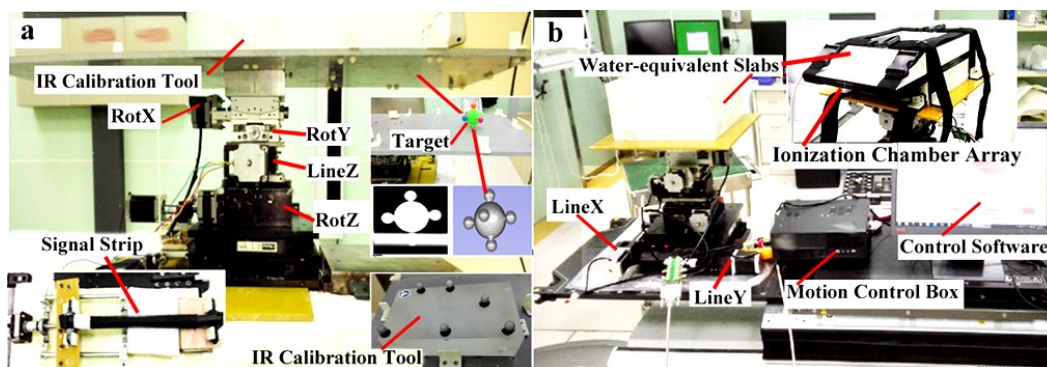 a
IR Calibration Tool
RotX
RotY
Target
LineZ
RotZ
Signal Strip
IR Calibration Tool
b
Water-equivalent Slabs
Ionization Chamber Array
LineX
Control Software
LineY
Motion Control Box